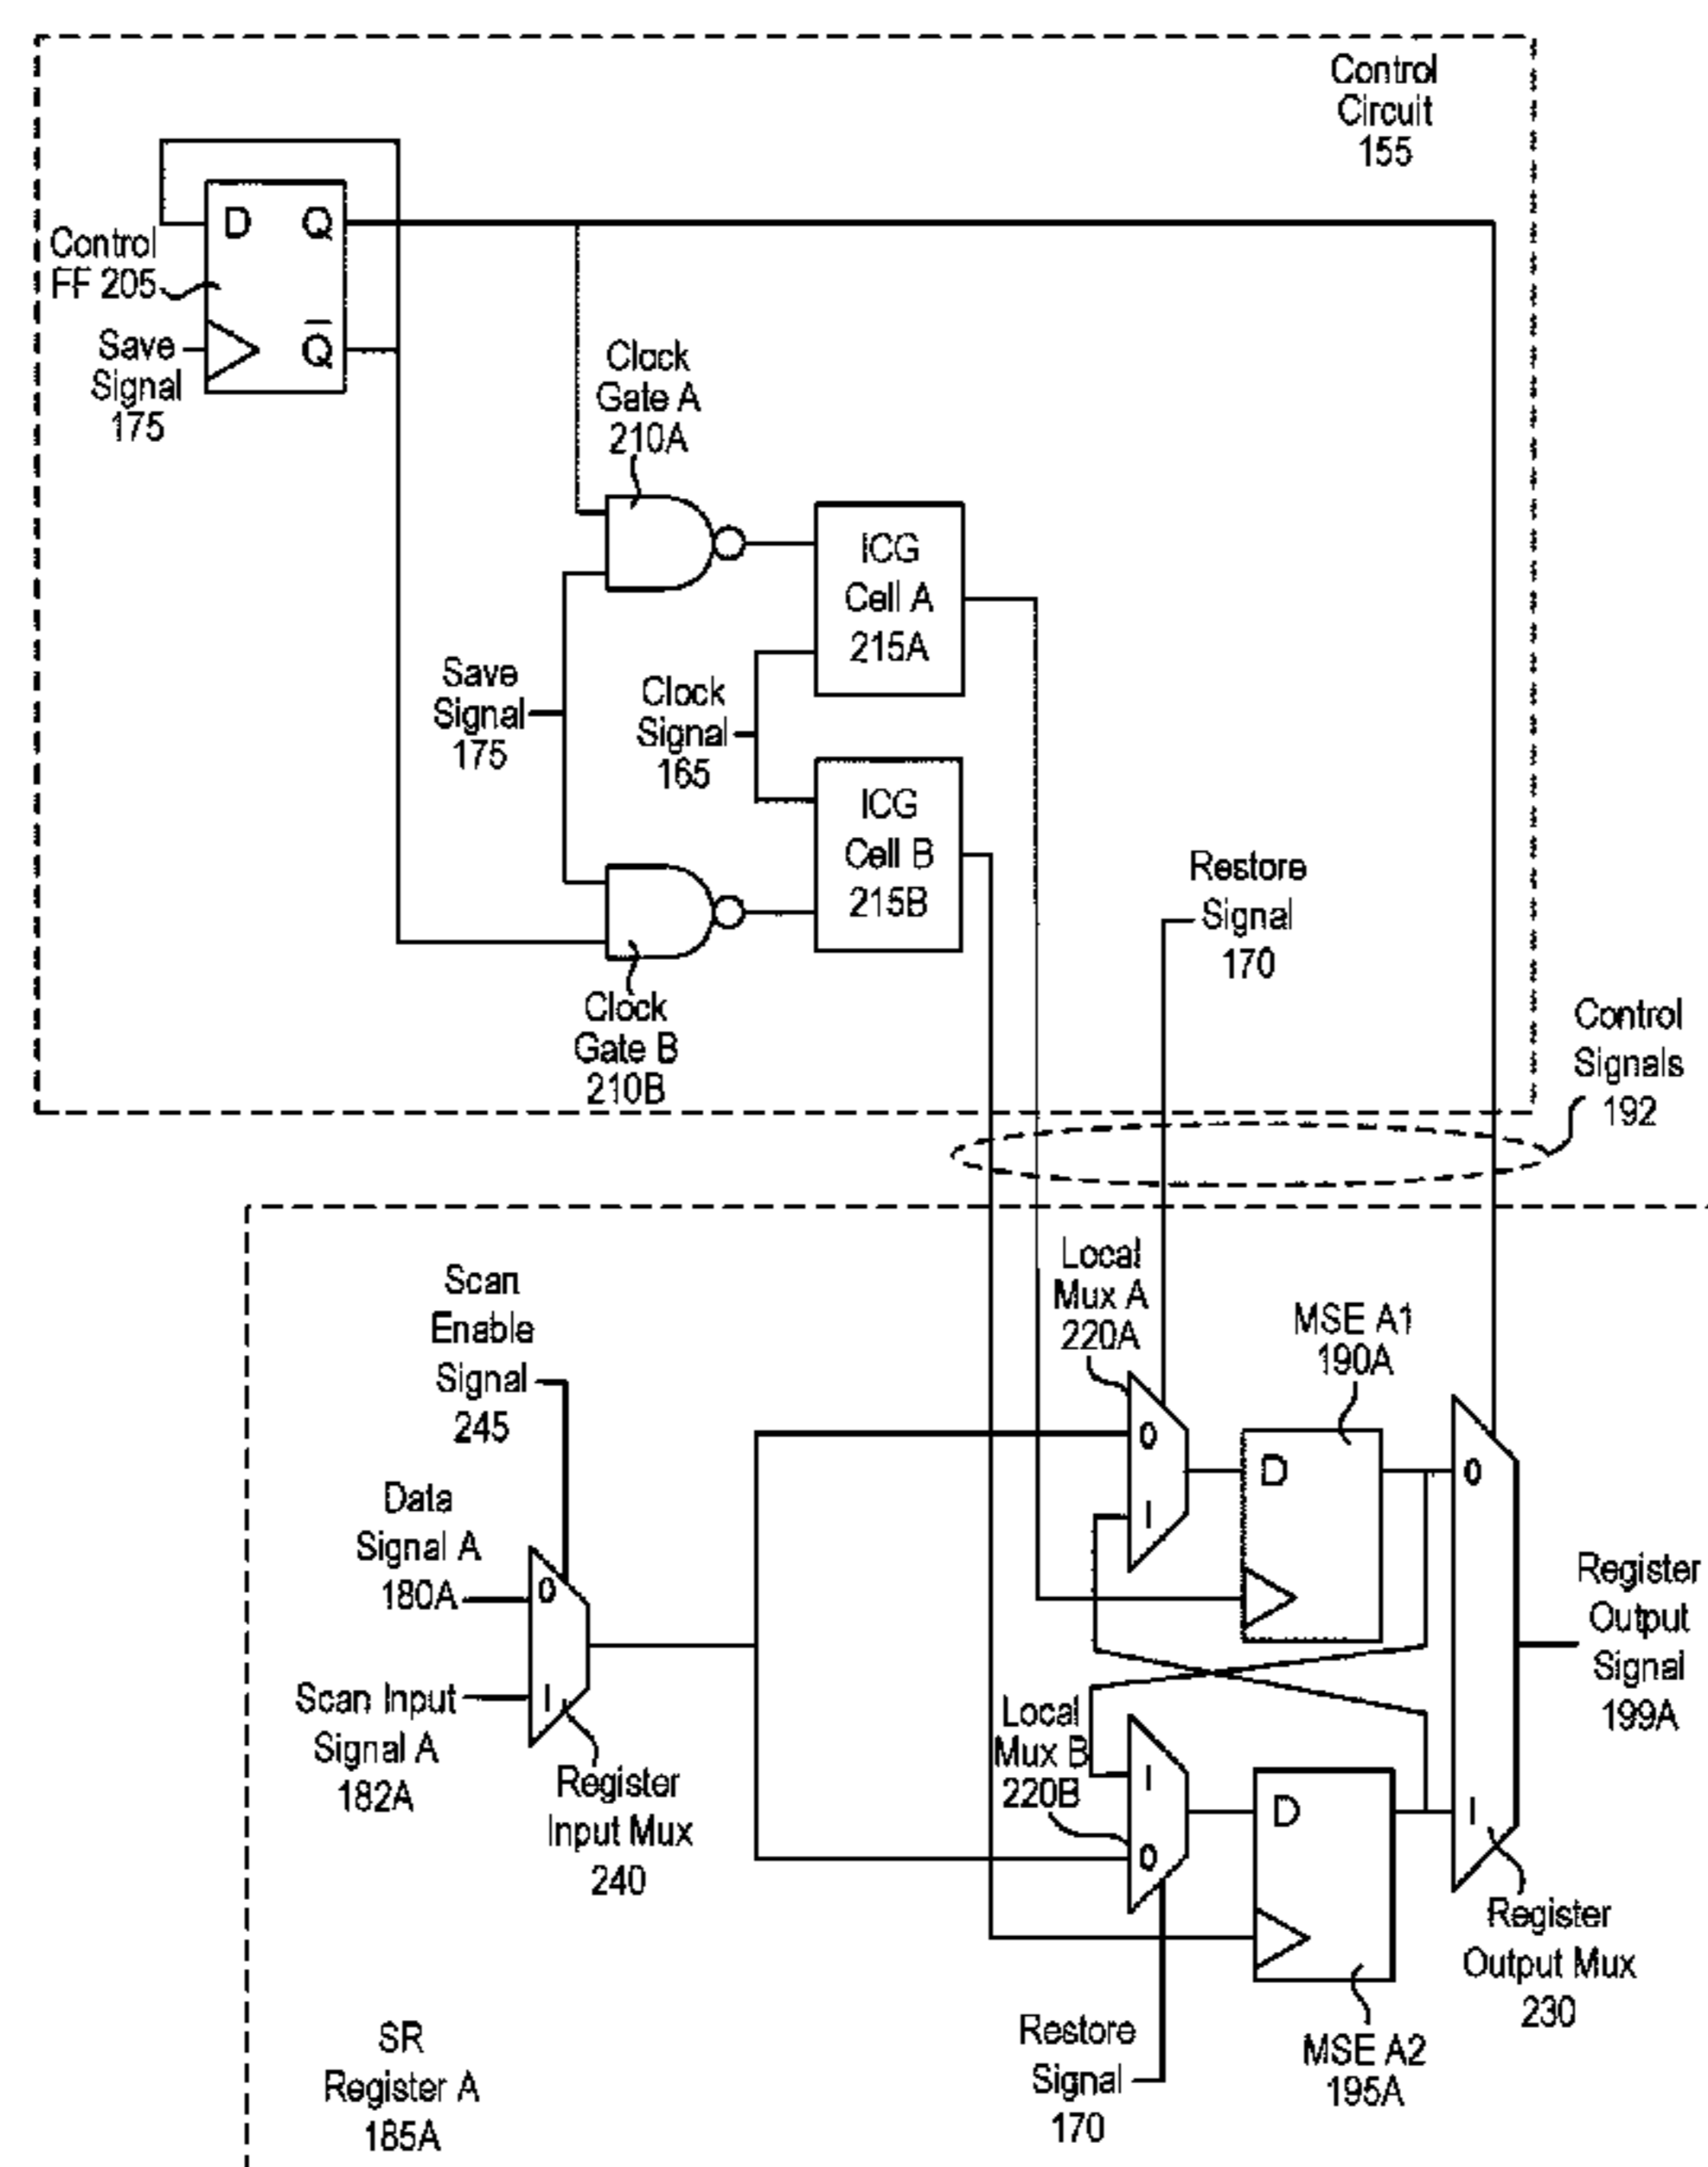 Control
Circuit
155
D Q
Control
FF 205
Save
Signal
175
Q
Clock
Gate A
210A
ICG
Cell A
215A
Save
Signal
175
Clock
Signal
165
ICG
Cell B
215B
Clock
Gate B
210B
Restore
Signal
170
Control
Signals
192
Scan
Enable
Signal
245
Data
Signal A
180A
0
Scan Input
Signal A
182A
1
Register
Input Mux
240
Local
Mux A
220A
0
1
MSE A1
190A
D
0
Register
Output
Signal
199A
Local
Mux B
220B
1
0
D
1
Register
Output Mux
230
MSE A2
195A
Restore
Signal
170
SR
Register A
185A